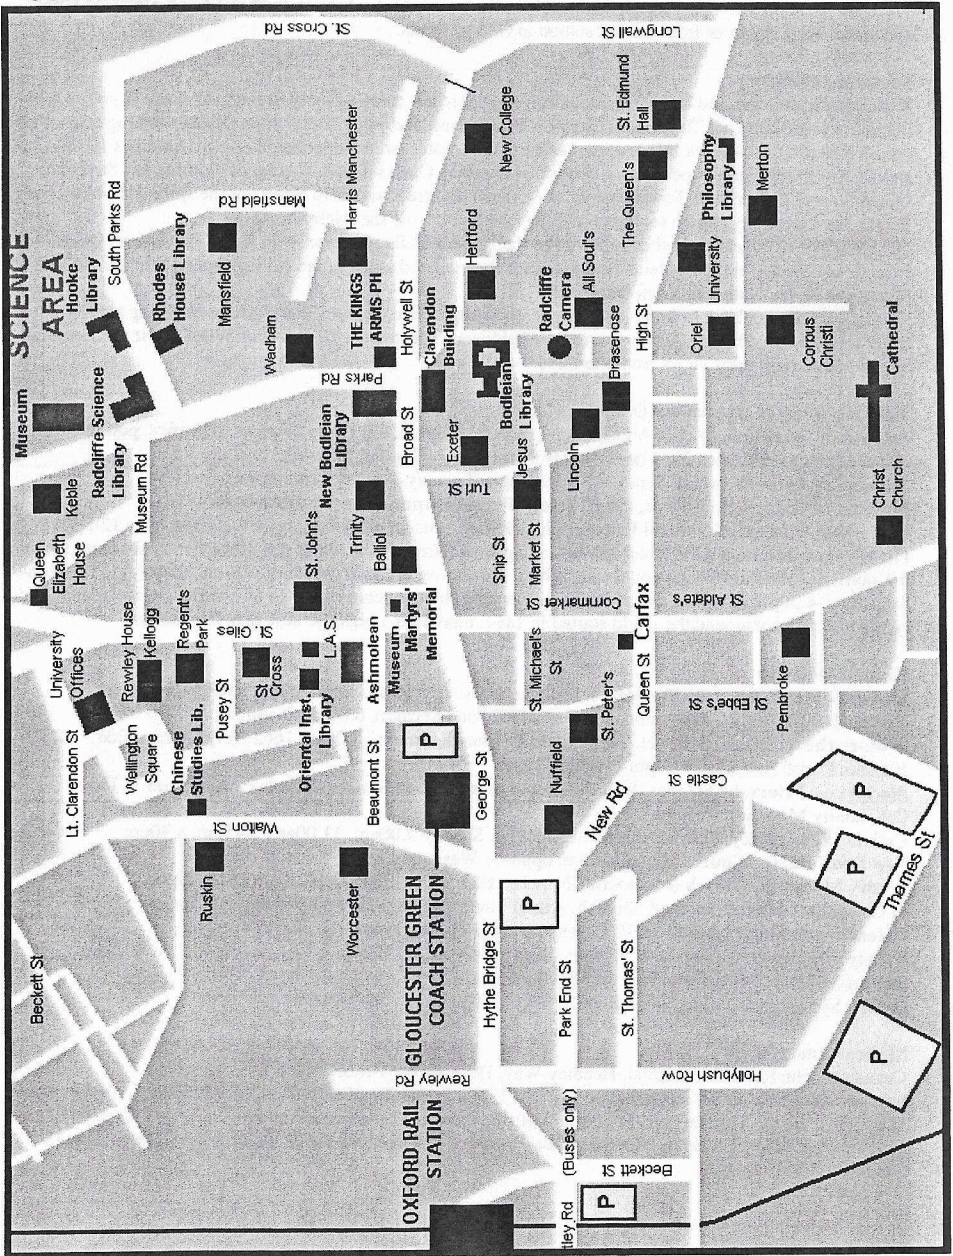 SCIENCE
AREA
Museum
Hooke
Library
South Parks Rd
St. Cross Rd
Longwall St
Rhodes
House Library
Mansfield
Mansfield Rd
Harris Manchester
New College
St. Edmund
Hall
The Queen's
Philosophy
Library
Merton
Radcliffe Science
Library
Wadham
Parks Rd
THE KINGS
ARMS PH
Holywell St
Clarendon
Building
Hertford
Radcliffe
Camera
All Soul's
High St
University
Oriel
Corpus
Christi
Cathedral
Keble
Museum Rd
New Bodleian
Library
Broad St
Exeter
Bodleian
Library
Brasenose
Lincoln
Jesus
Turl St
Christ
Church
Queen
Elizabeth
House
St. John's
Trinity
Balliol
Ship St
Market St
Cornmarket St
Carfax
St Aldate's
University
Offices
Rewley House
Kellogg
Regent's
Park
St. Giles
St
Cross
L.A.S.
Ashmolean
Museum
Martyrs'
Memorial
St. Michael's
St
St. Peter's
Queen St
St Ebbe's St
Pembroke
Lt. Clarendon St
Wellington
Square
Chinese
Studies Lib.
Pusey St
Oriental Inst.
Library
Beaumont St
P
George St
Nuffield
New Rd
Castle St
P
Walton St
Ruskin
Worcester
GLOUCESTER GREEN
COACH STATION
P
P
Thames St
Beckett St
Hythe Bridge St
Park End St
St. Thomas' St
Rewley Rd
Hollybush Row
P
OXFORD RAIL
STATION
(Buses only)
Beckett St
tley Rd
P